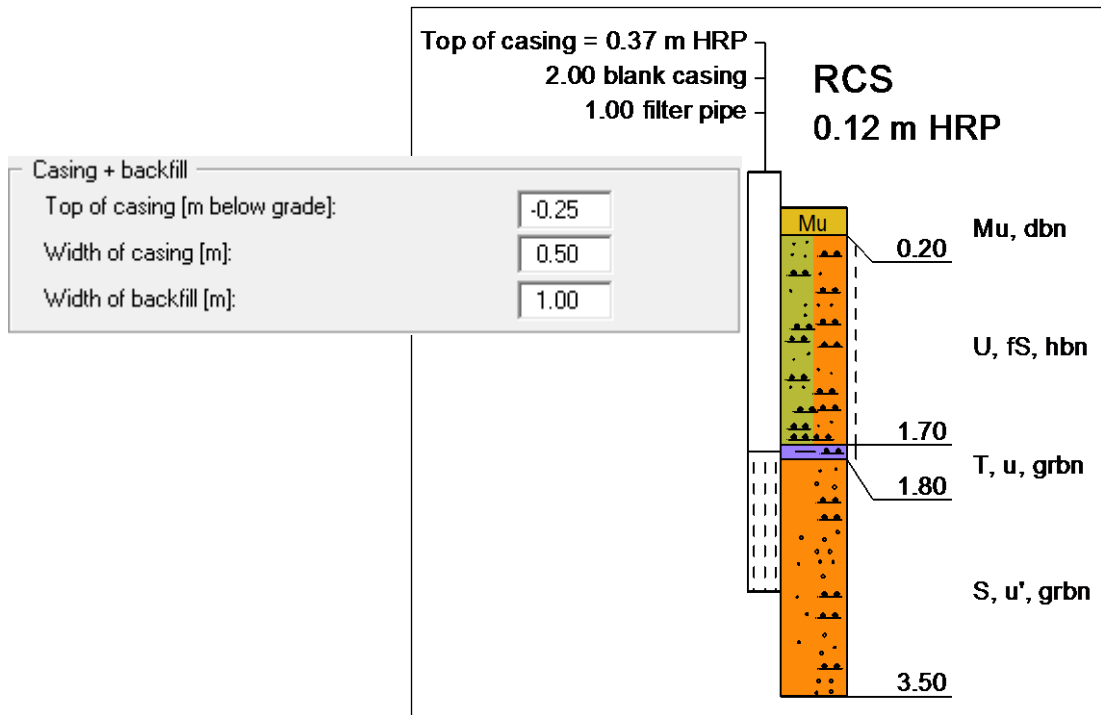 Top of casing = 0.37 m HRP
2.00 blank casing
1.00 filter pipe
RCS
0.12 m HRP
Casing + backfill
Top of casing [m below grade]: -0.25
Width of casing [m]: 0.50
Width of backfill [m]: 1.00
Mu
Mu, dbn
0.20
U, fS, hbn
1.70
T, u, grbn
1.80
S, u', grbn
3.50